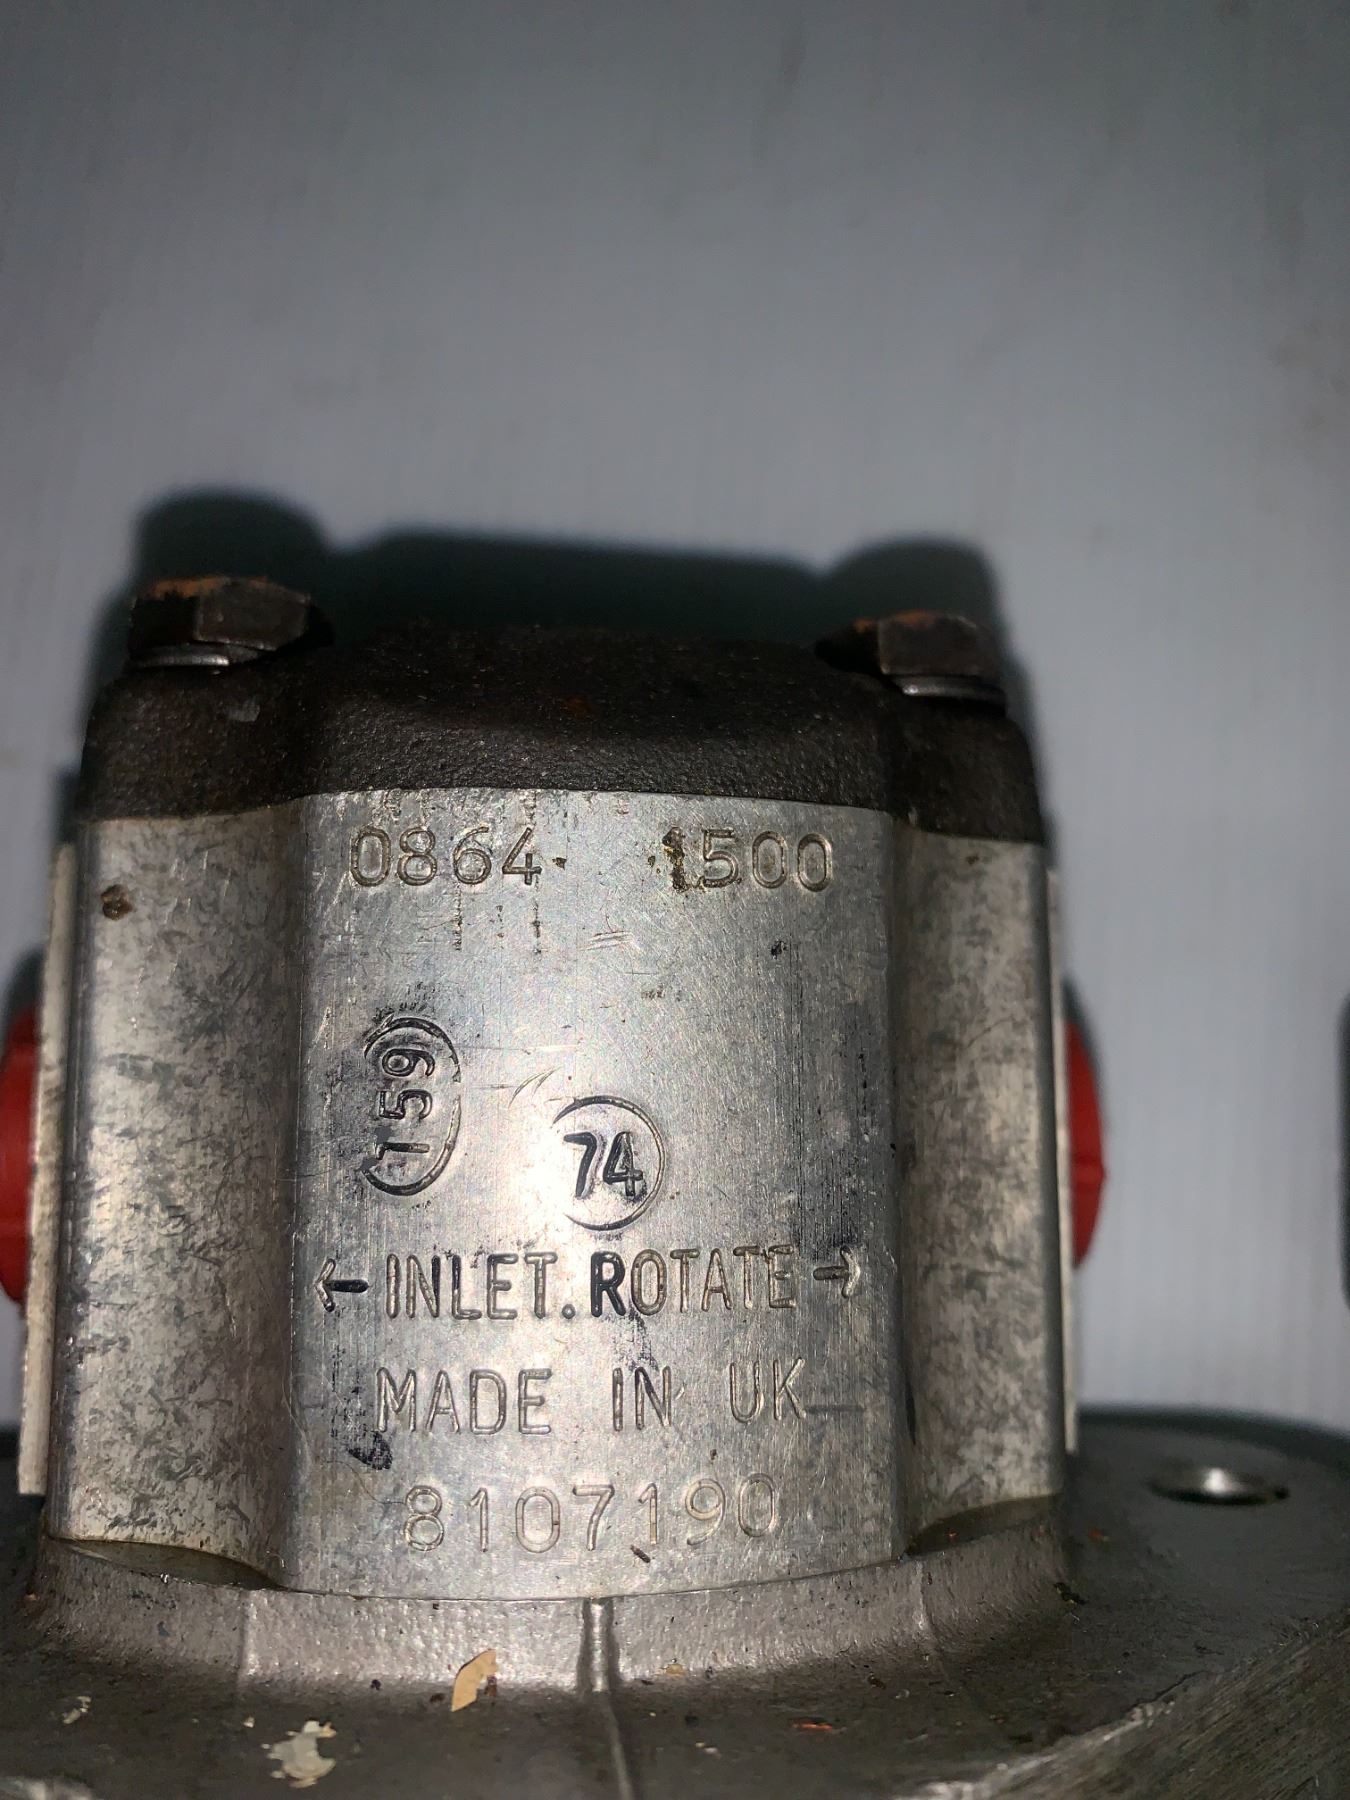 0864 1500
159
74
← INLET. ROTATE →
MADE IN UK
8107190